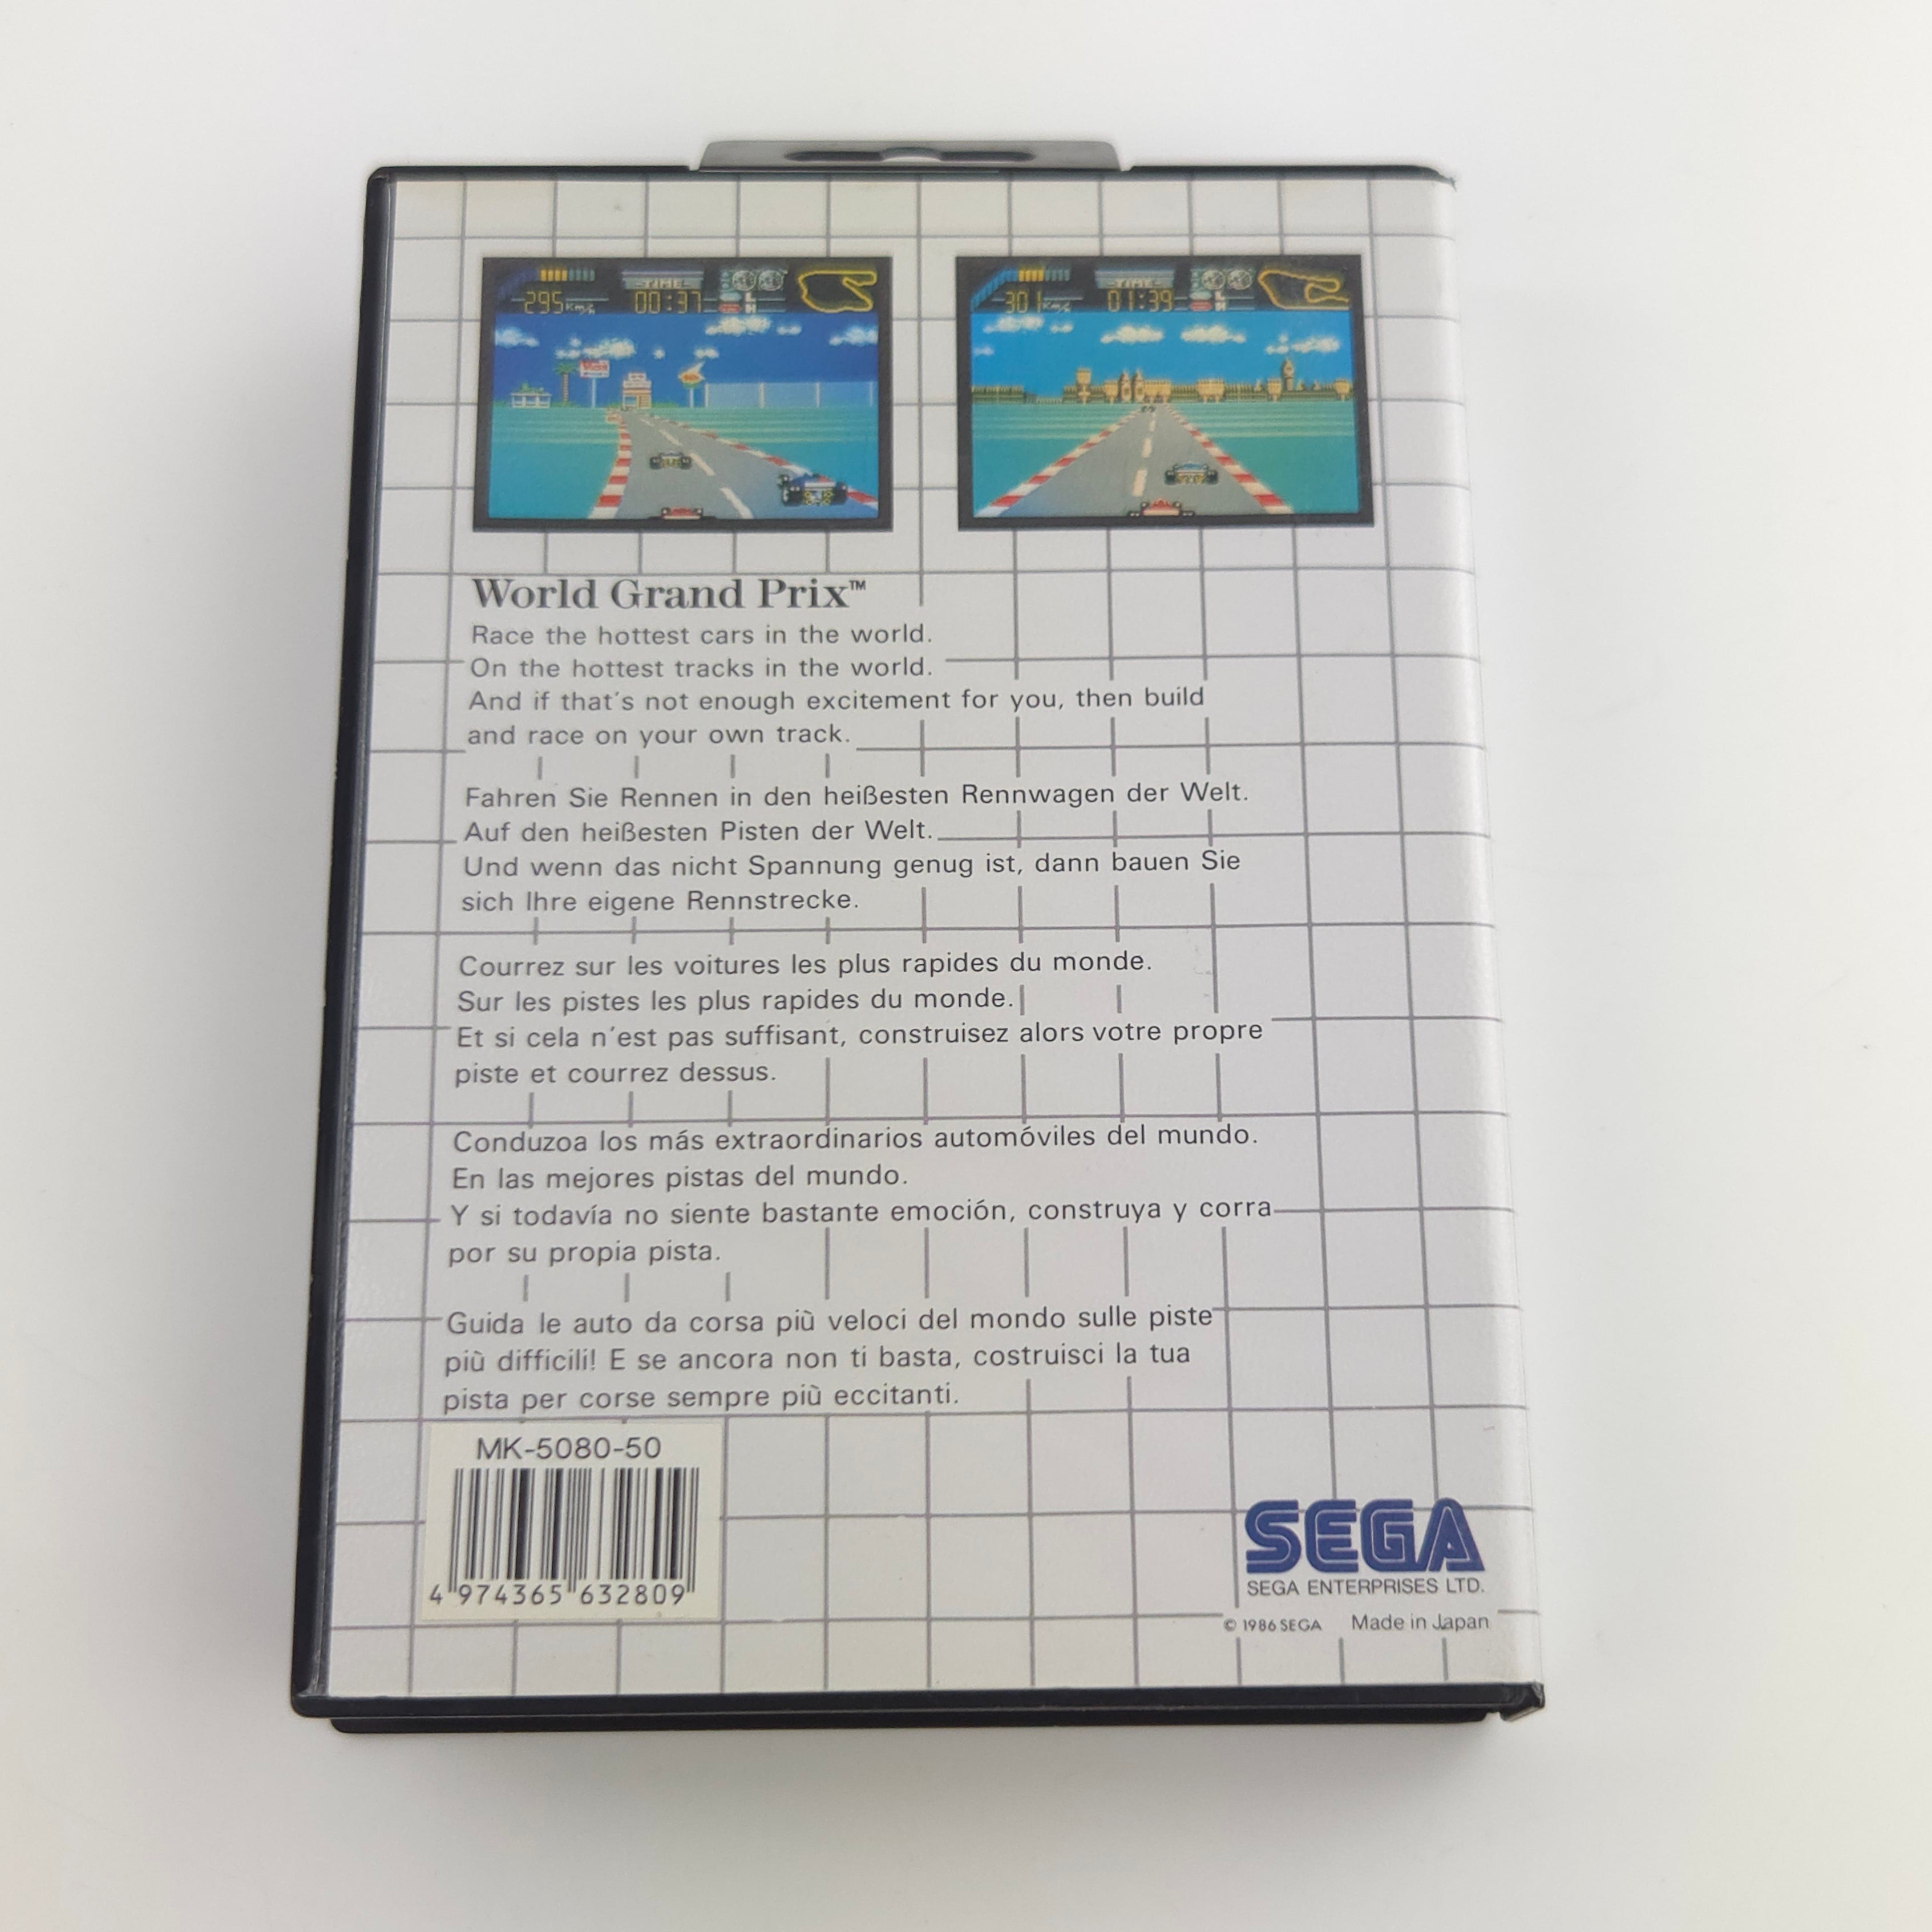 295km/h
TIME
00:37
L
H
301km/h
TIME
01:39
L
H
World Grand Prix™
Race the hottest cars in the world.
On the hottest tracks in the world.
And if that's not enough excitement for you, then build
and race on your own track.
Fahren Sie Rennen in den heißesten Rennwagen der Welt.
Auf den heißesten Pisten der Welt.
Und wenn das nicht Spannung genug ist, dann bauen Sie
sich Ihre eigene Rennstrecke.
Courrez sur les voitures les plus rapides du monde.
Sur les pistes les plus rapides du monde.
Et si cela n'est pas suffisant, construisez alors votre propre
piste et courrez dessus.
Conduzoa los más extraordinarios automóviles del mundo.
En las mejores pistas del mundo.
Y si todavía no siente bastante emoción, construya y corra
por su propia pista.
Guida le auto da corsa più veloci del mondo sulle piste
più difficili! E se ancora non ti basta, costruisci la tua
pista per corse sempre più eccitanti.
MK-5080-50
4 974365 632809
SEGA
SEGA ENTERPRISES LTD.
© 1986 SEGA Made in Japan